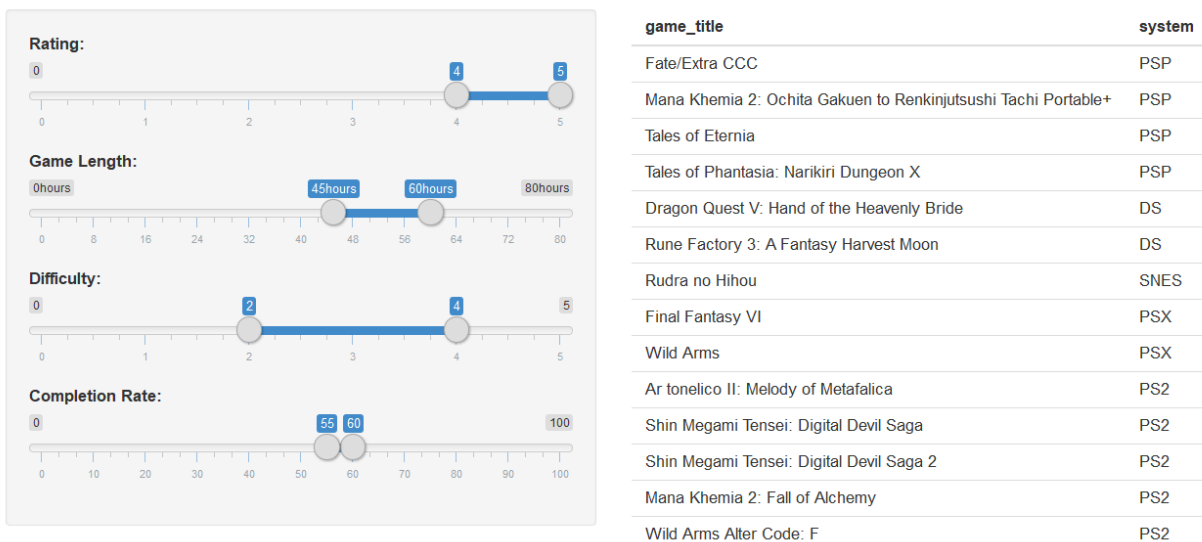 Rating:
0 4 5
0 1 2 3 4 5
Game Length:
0hours 45hours 60hours 80hours
0 8 16 24 32 40 48 56 64 72 80
Difficulty:
0 2 4 5
0 1 2 3 4 5
Completion Rate:
0 55 60 100
0 10 20 30 40 50 60 70 80 90 100
game_title system
Fate/Extra CCC PSP
Mana Khemia 2: Ochita Gakuen to Renkinjutsushi Tachi Portable+ PSP
Tales of Eternia PSP
Tales of Phantasia: Narikiri Dungeon X PSP
Dragon Quest V: Hand of the Heavenly Bride DS
Rune Factory 3: A Fantasy Harvest Moon DS
Rudra no Hihou SNES
Final Fantasy VI PSX
Wild Arms PSX
Ar tonelico II: Melody of Metafalica PS2
Shin Megami Tensei: Digital Devil Saga PS2
Shin Megami Tensei: Digital Devil Saga 2 PS2
Mana Khemia 2: Fall of Alchemy PS2
Wild Arms Alter Code: F PS2